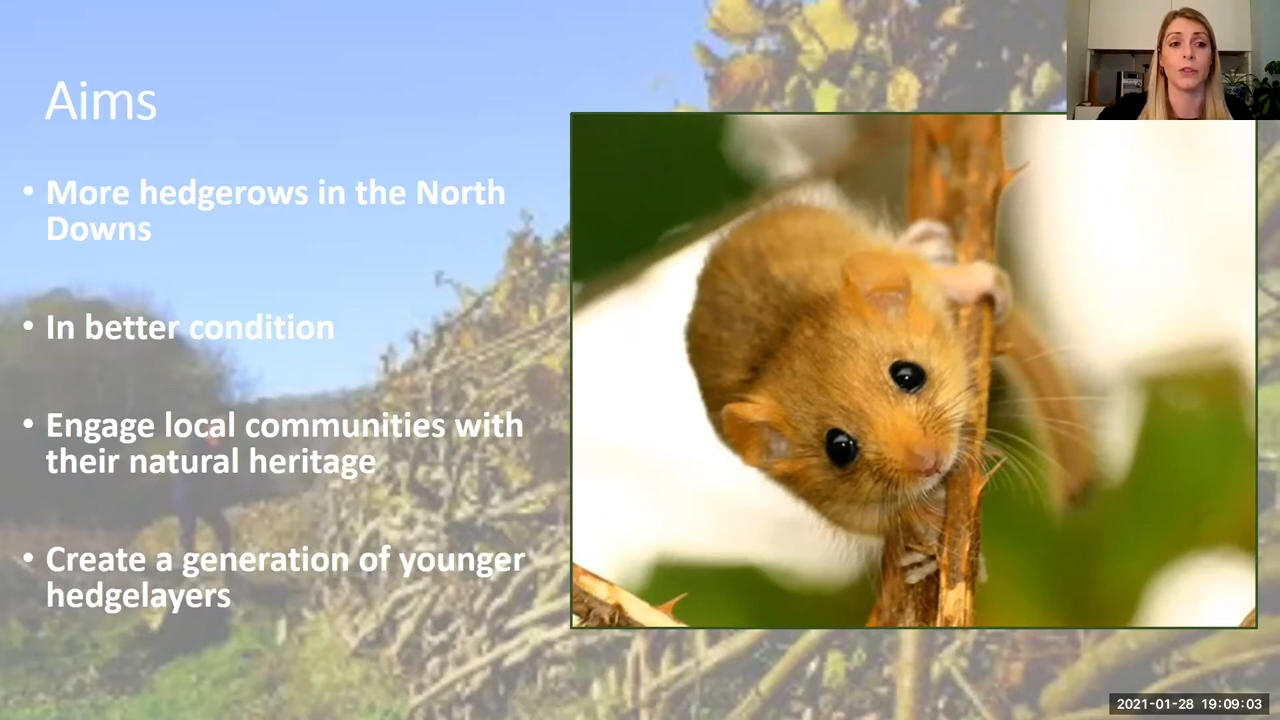 Aims
• More hedgerows in the North
Downs
• In better condition
• Engage local communities with
their natural heritage
• Create a generation of younger
hedgelayers
2021-01-28 19:09:03